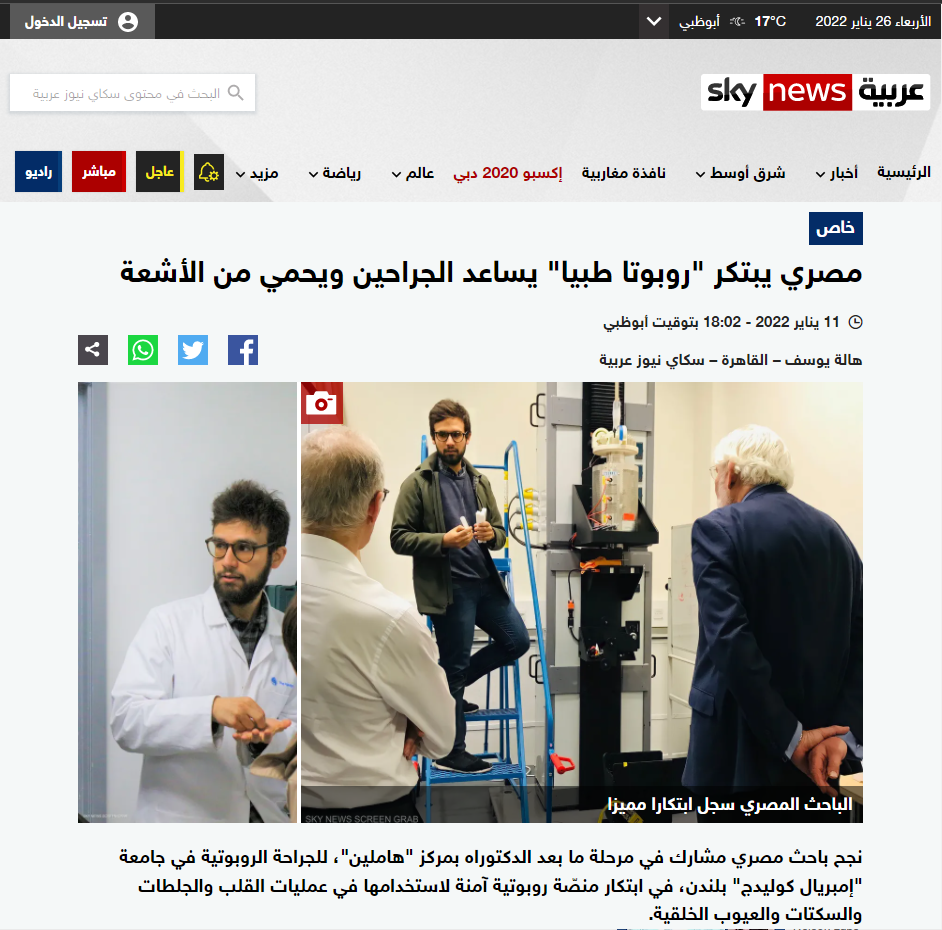 الأربعاء 26 يناير 2022
17°C
أبوظبي
تسجيل الدخول
sky news عربية
البحث في محتوى سكاي نيوز عربية
الرئيسية
أخبار
شرق أوسط
نافذة مغاربية
إكسبو 2020 دبي
عالم
رياضة
مزيد
عاجل
مباشر
راديو
خاص
مصري يبتكر "روبوتا طبيا" يساعد الجراحين ويحمي من الأشعة
11 يناير 2022 - 18:02 بتوقيت أبوظبي
هالة يوسف – القاهرة – سكاي نيوز عربية
الباحث المصري سجل ابتكارا مميزا
SKY NEWS SCREEN GRAB
نجح باحث مصري مشارك في مرحلة ما بعد الدكتوراه بمركز "هاملين"، للجراحة الروبوتية في جامعة
"إمبريال كوليدج" بلندن، في ابتكار منصّة روبوتية آمنة لاستخدامها في عمليات القلب والجلطات
والسكتات والعيوب الخلقية.